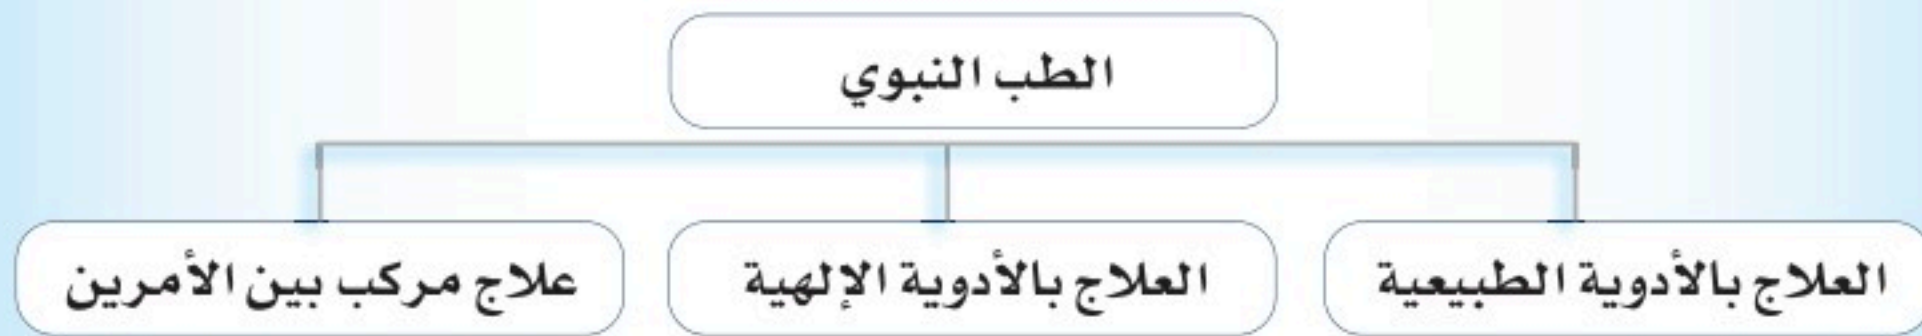 الطب النبوي
العلاج بالأدوية الطبيعية
العلاج بالأدوية الإلهية
علاج مركب بين الأمرين